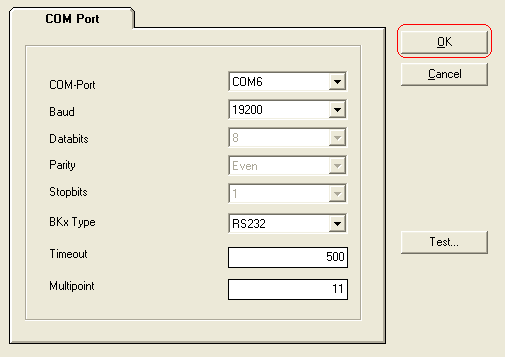 COM Port
OK
COM-Port COM6
Cancel
Baud 19200
Databits 8
Parity Even
Stopbits 1
BKx Type RS232
Test...
Timeout 500
Multipoint 11